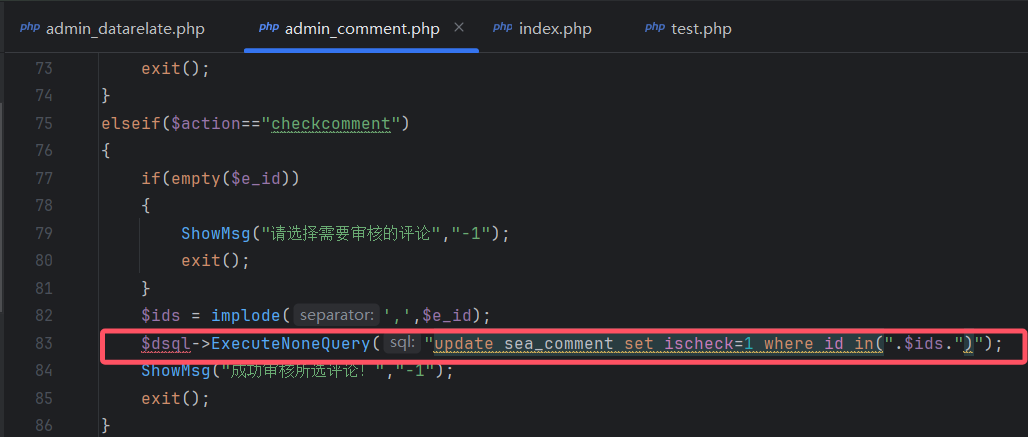 php admin_datarelate.php php admin_comment.php × php index.php php test.php
73 exit();
74 }
75 elseif($action=="checkcomment")
76 {
77 if(empty($e_id))
78 {
79 ShowMsg("请选择需要审核的评论","-1");
80 exit();
81 }
82 $ids = implode( separator: ',',$e_id);
83 $dsql->ExecuteNoneQuery( sql: "update sea_comment set ischeck=1 where id in(".$ids.")");
84 ShowMsg("成功审核所选评论!","-1");
85 exit();
86 }